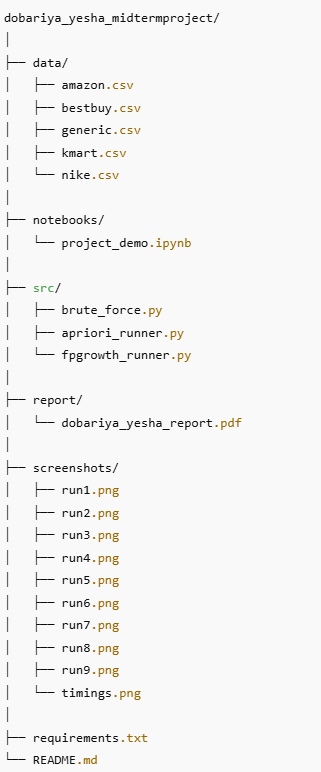 dobariya_yesha_midtermproject/
│
├── data/
│   ├── amazon.csv
│   ├── bestbuy.csv
│   ├── generic.csv
│   ├── kmart.csv
│   └── nike.csv
│
├── notebooks/
│   └── project_demo.ipynb
│
├── src/
│   ├── brute_force.py
│   ├── apriori_runner.py
│   └── fpgrowth_runner.py
│
├── report/
│   └── dobariya_yesha_report.pdf
│
├── screenshots/
│   ├── run1.png
│   ├── run2.png
│   ├── run3.png
│   ├── run4.png
│   ├── run5.png
│   ├── run6.png
│   ├── run7.png
│   ├── run8.png
│   ├── run9.png
│   └── timings.png
│
├── requirements.txt
└── README.md